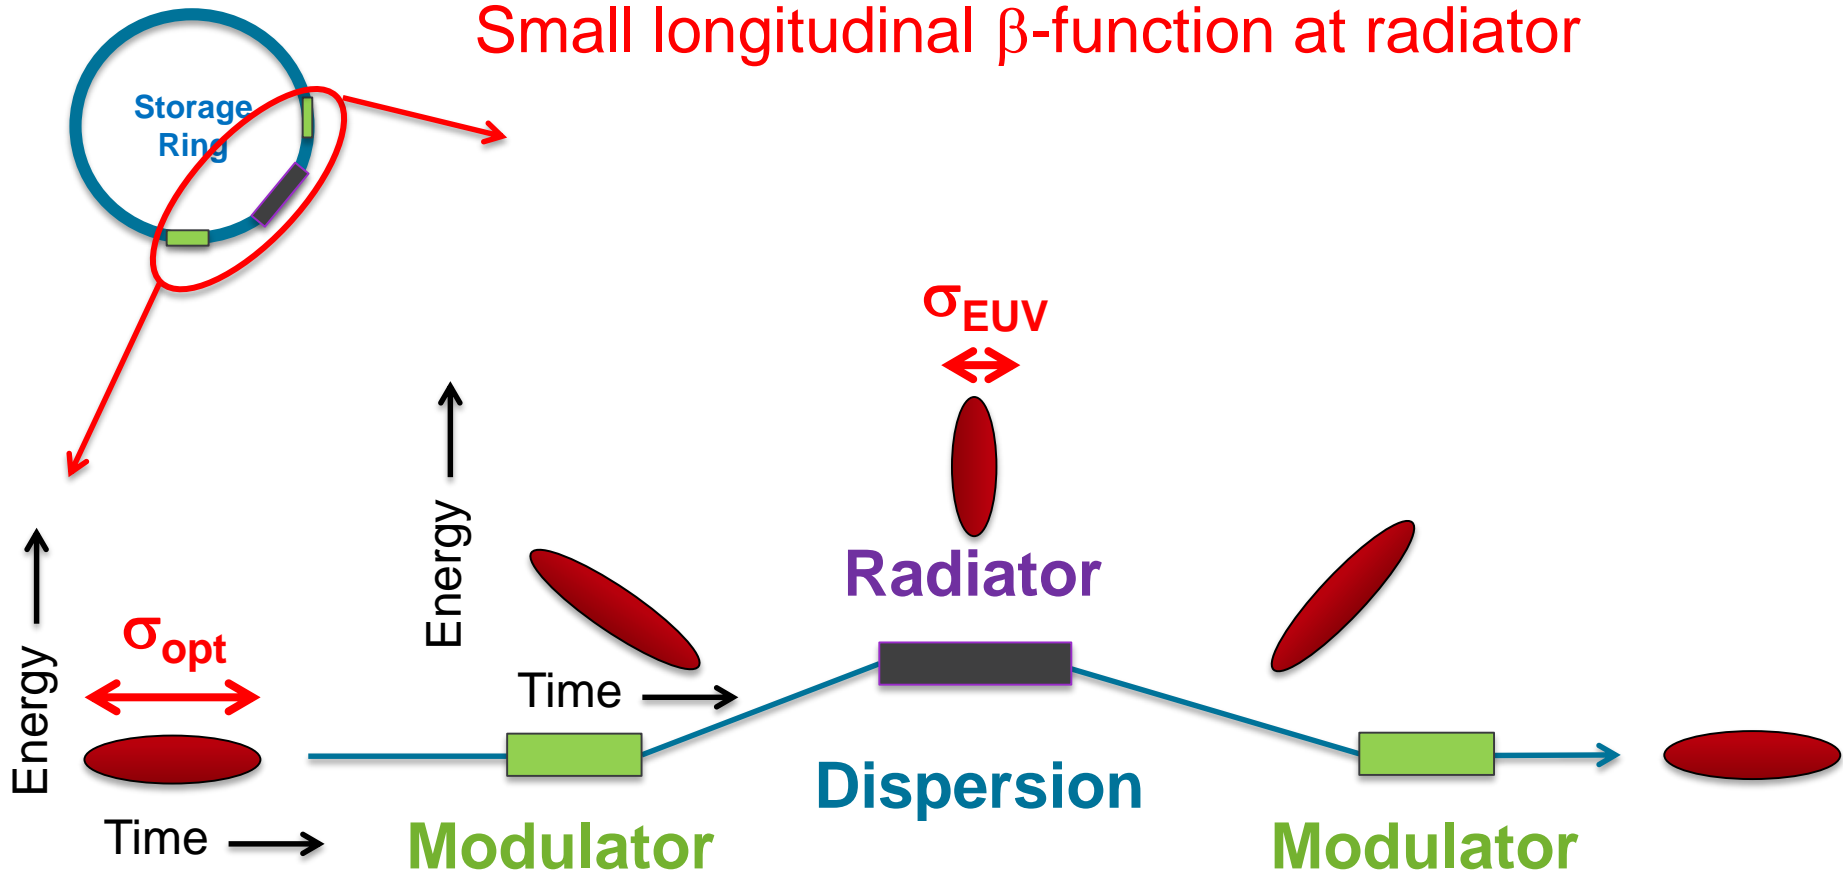 Small longitudinal β-function at radiator
Storage
Ring
σEUV
Energy
Radiator
σopt
Energy
Time
Dispersion
Time
Modulator
Modulator